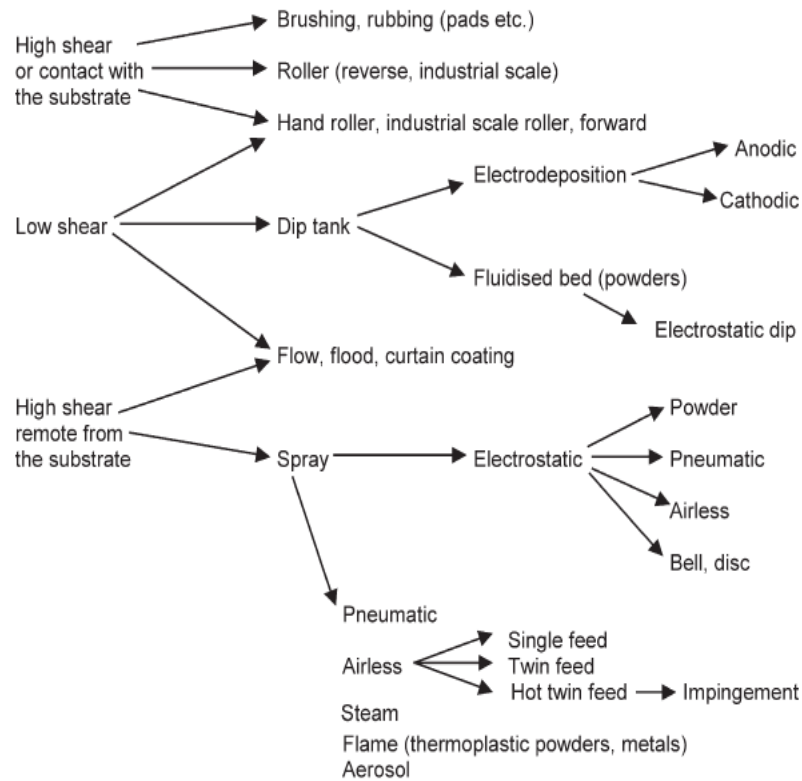 Brushing, rubbing (pads etc.)
High shear
or contact with
the substrate
Roller (reverse, industrial scale)
Hand roller, industrial scale roller, forward
Anodic
Electrodeposition
Cathodic
Low shear
Dip tank
Fluidised bed (powders)
Electrostatic dip
Flow, flood, curtain coating
High shear
remote from
the substrate
Powder
Spray
Electrostatic
Pneumatic
Airless
Bell, disc
Pneumatic
Single feed
Airless
Twin feed
Hot twin feed
Impingement
Steam
Flame (thermoplastic powders, metals)
Aerosol